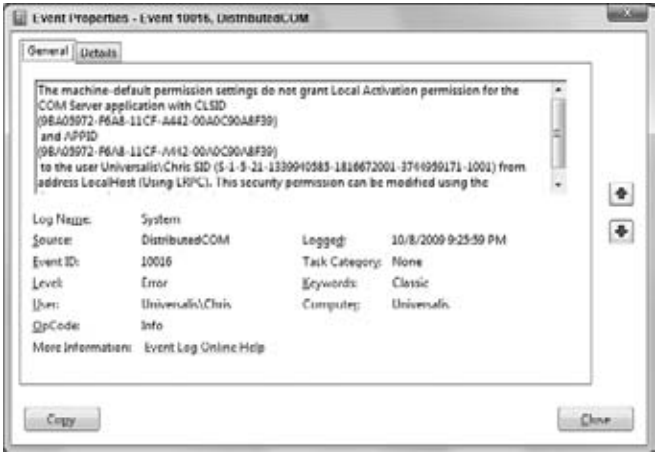 Event Properties - Event 10016, DistributedCOM
General Details
The machine-default permission settings do not grant Local Activation permission for the
COM Server application with CLSID
{9BA05972-F6A8-11CF-A442-00A0C90A8F39}
and APPID
{9BA05972-F6A8-11CF-A442-00A0C90A8F39}
to the user Universalis\Chris SID (S-1-5-21-1339940585-1816672001-3744959171-1001) from
address LocalHost (Using LRPC). This security permission can be modified using the
Log Name: System
Source: DistributedCOM Logged: 10/8/2009 9:25:59 PM
Event ID: 10016 Task Category: None
Level: Error Keywords: Classic
User: Universalis\Chris Computer: Universalis
OpCode: Info
More Information: Event Log Online Help
Copy Close